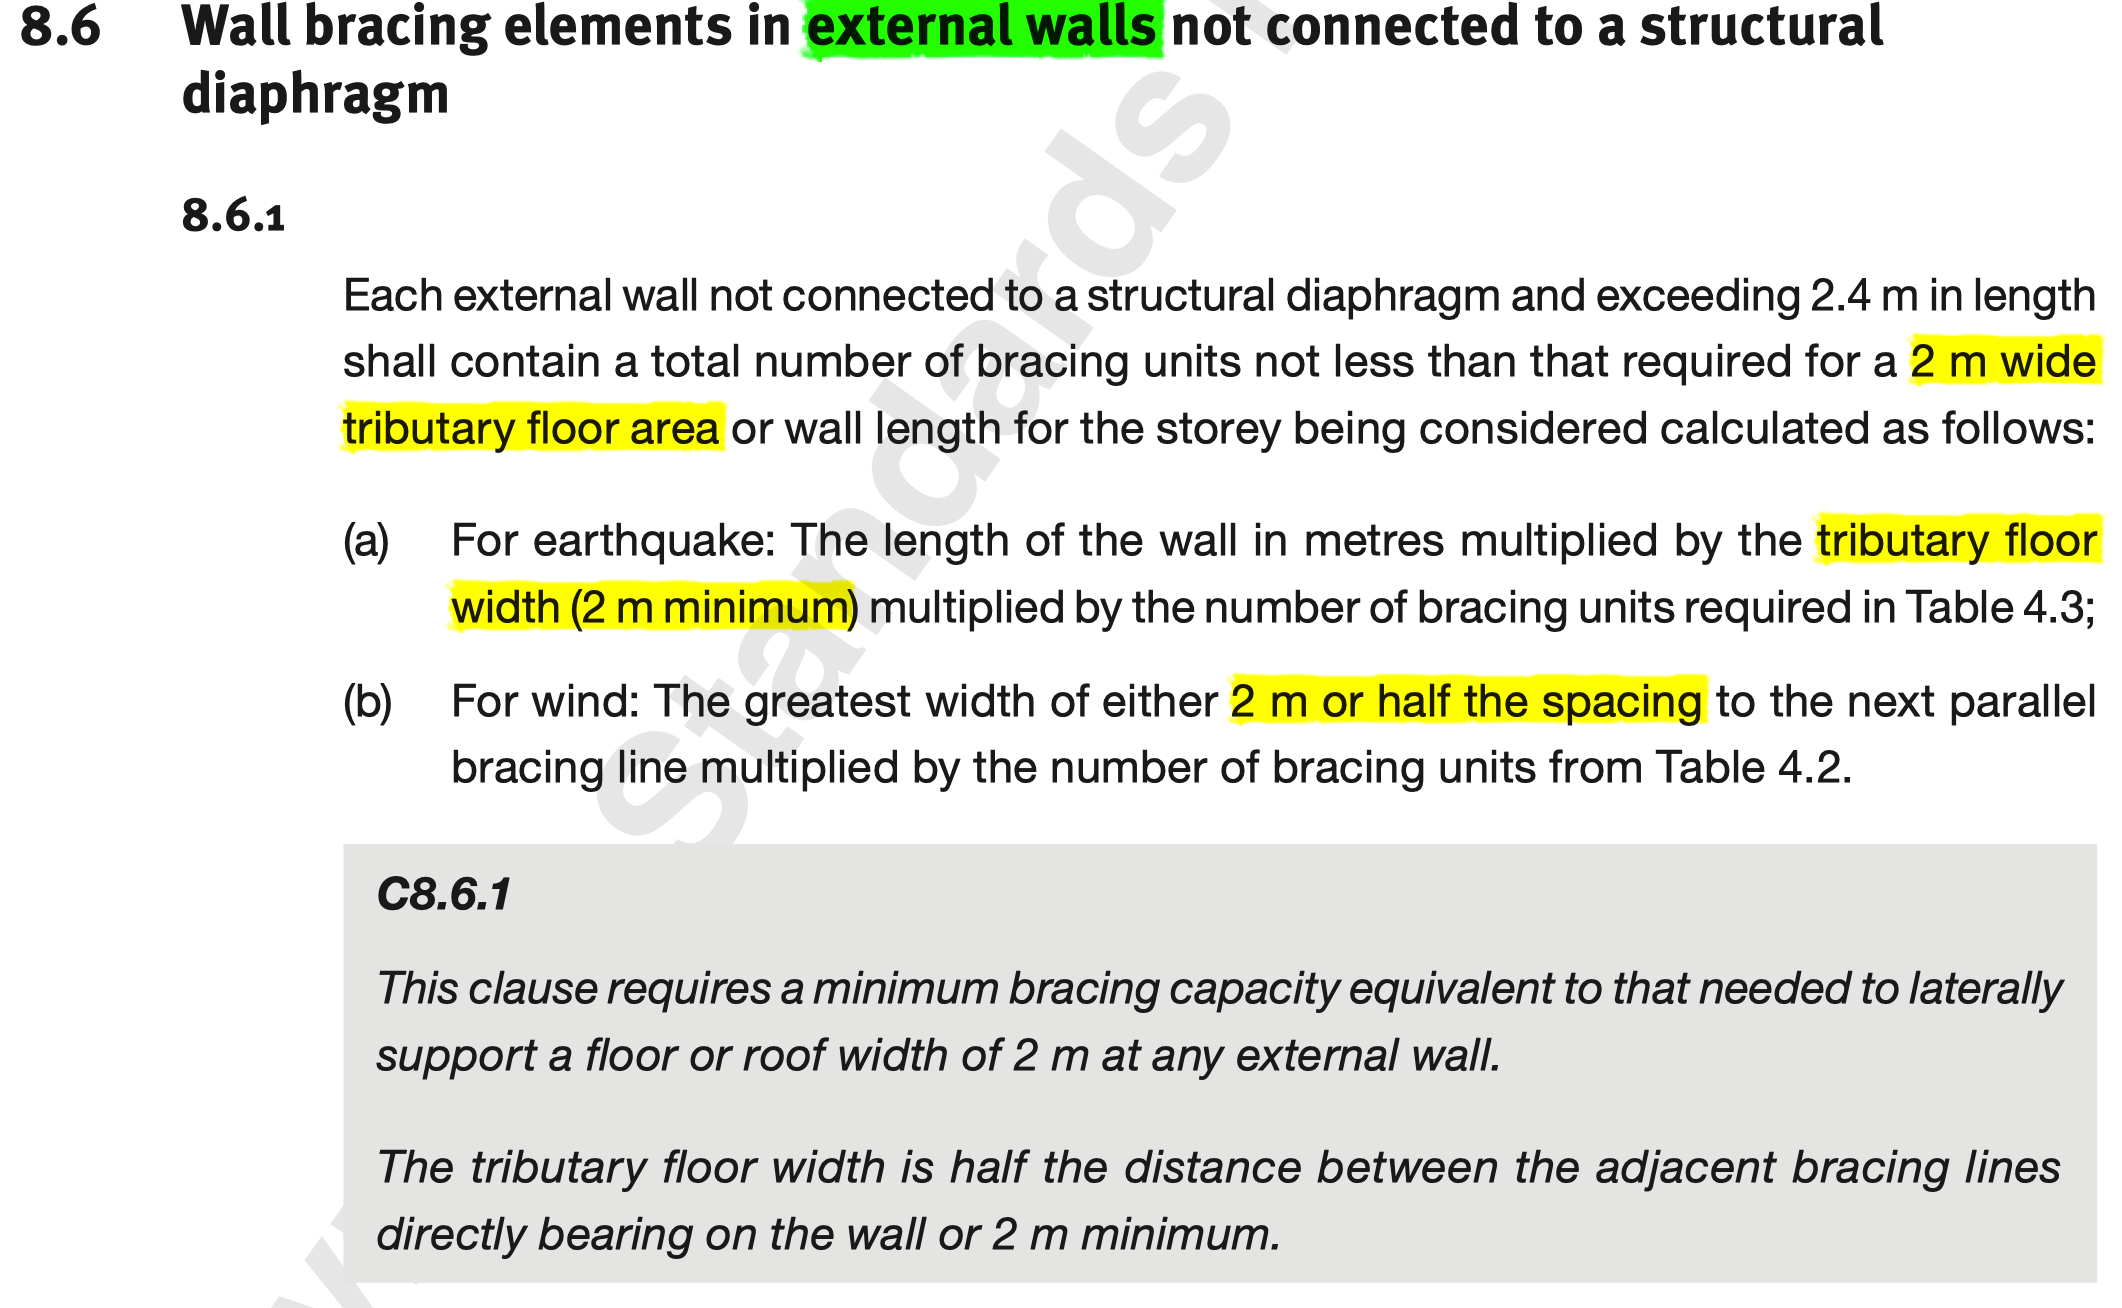 8.6 Wall bracing elements in external walls not connected to a structural
diaphragm
8.6.1
Each external wall not connected to a structural diaphragm and exceeding 2.4 m in length
shall contain a total number of bracing units not less than that required for a 2 m wide
tributary floor area or wall length for the storey being considered calculated as follows:
(a) For earthquake: The length of the wall in metres multiplied by the tributary floor
width (2 m minimum) multiplied by the number of bracing units required in Table 4.3;
(b) For wind: The greatest width of either 2 m or half the spacing to the next parallel
bracing line multiplied by the number of bracing units from Table 4.2.
C8.6.1
This clause requires a minimum bracing capacity equivalent to that needed to laterally
support a floor or roof width of 2 m at any external wall.
The tributary floor width is half the distance between the adjacent bracing lines
directly bearing on the wall or 2 m minimum.
Standards